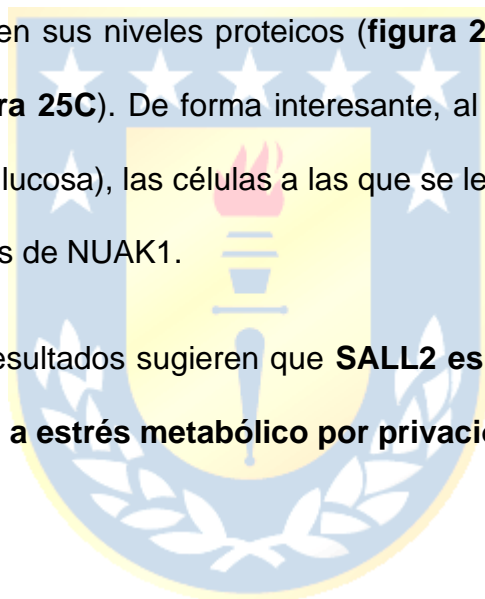 en sus niveles proteicos (figura 2
ra 25C). De forma interesante, al
lucosa), las células a las que se le
s de NUAK1.
esultados sugieren que SALL2 es
a estrés metabólico por privació